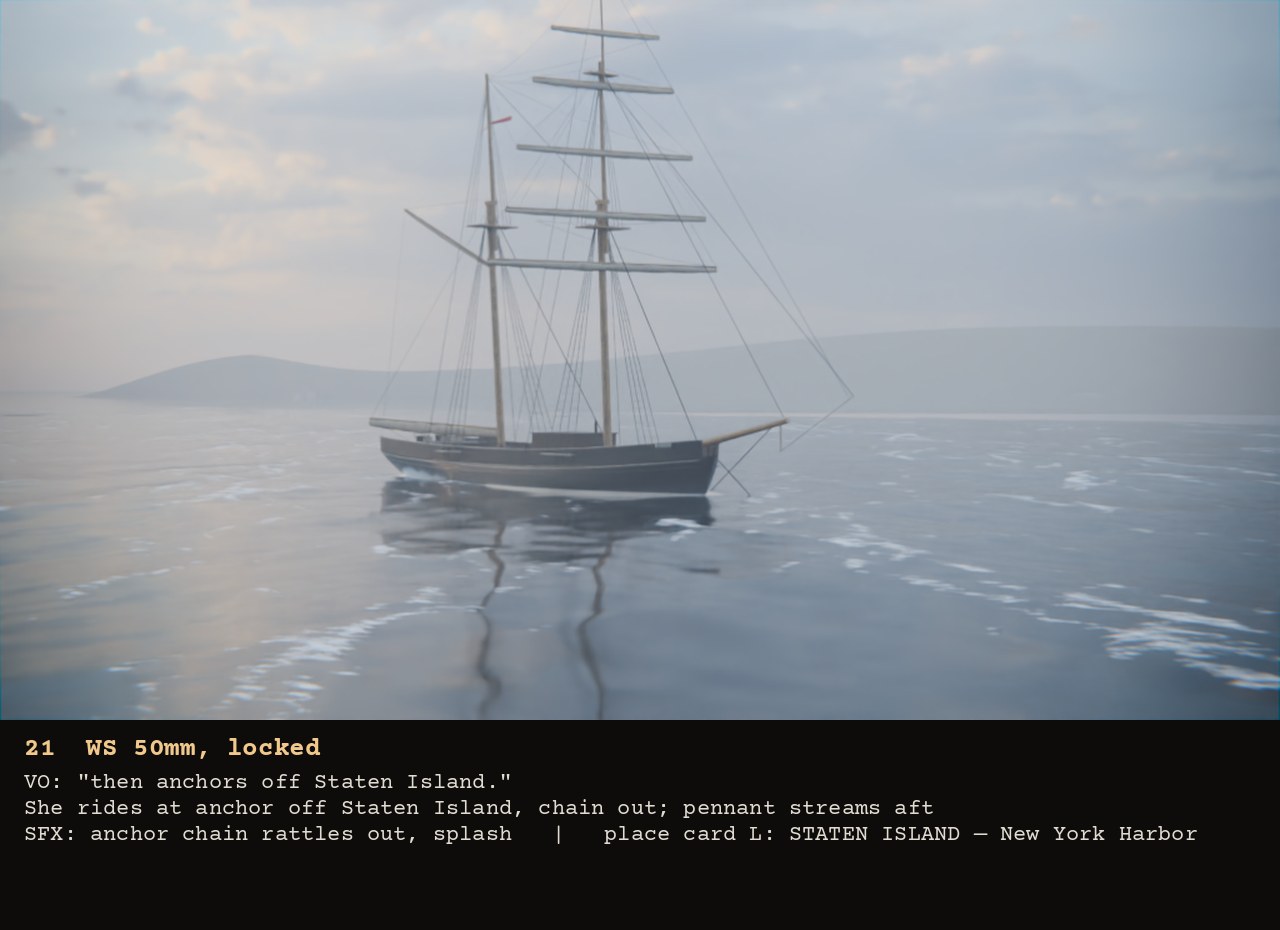 21  WS 50mm, locked
VO: "then anchors off Staten Island."
She rides at anchor off Staten Island, chain out; pennant streams aft
SFX: anchor chain rattles out, splash   |   place card L: STATEN ISLAND — New York Harbor